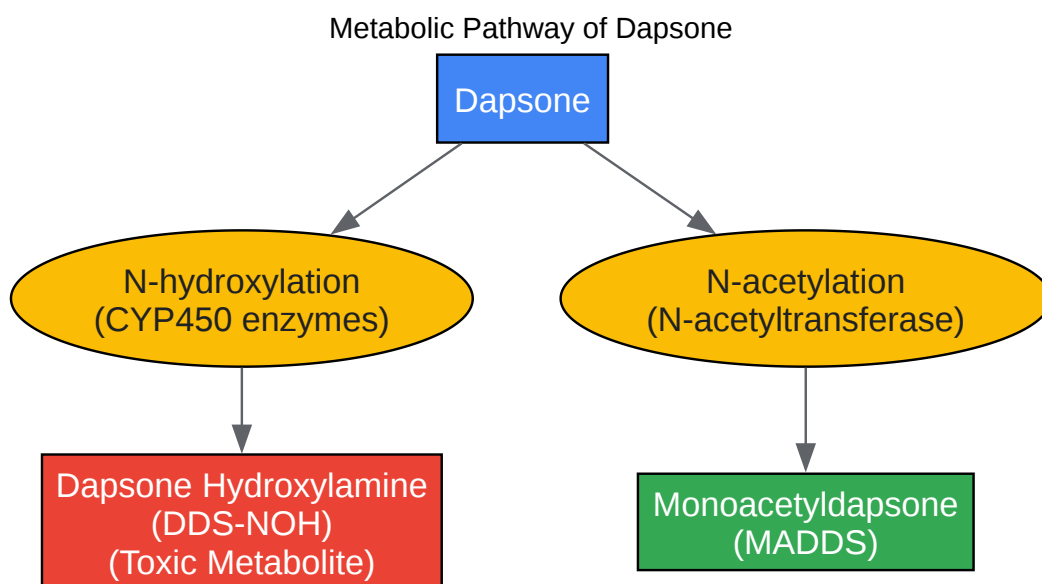 Metabolic Pathway of Dapsone
Dapsone
N-hydroxylation
(CYP450 enzymes)
N-acetylation
(N-acetyltransferase)
Dapsone Hydroxylamine
(DDS-NOH)
(Toxic Metabolite)
Monoacetyldapsone
(MADDS)